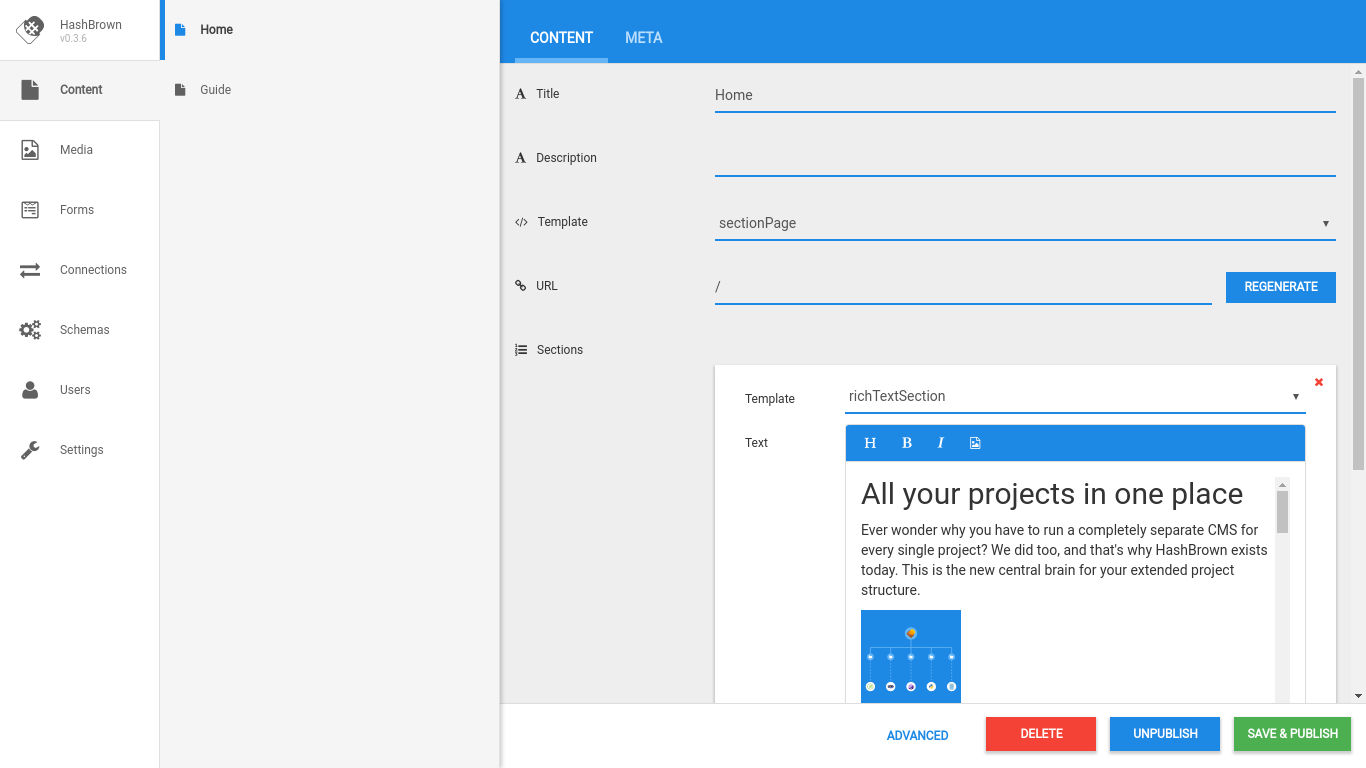 HashBrown
v0.3.6
Content
Media
Forms
Connections
Schemas
Users
Settings
Home
Guide
CONTENT META
Title Home
Description
Template sectionPage
URL / REGENERATE
Sections
Template richTextSection
Text H B I
All your projects in one place
Ever wonder why you have to run a completely separate CMS for
every single project? We did too, and that's why HashBrown exists
today. This is the new central brain for your extended project
structure.
ADVANCED DELETE UNPUBLISH SAVE & PUBLISH